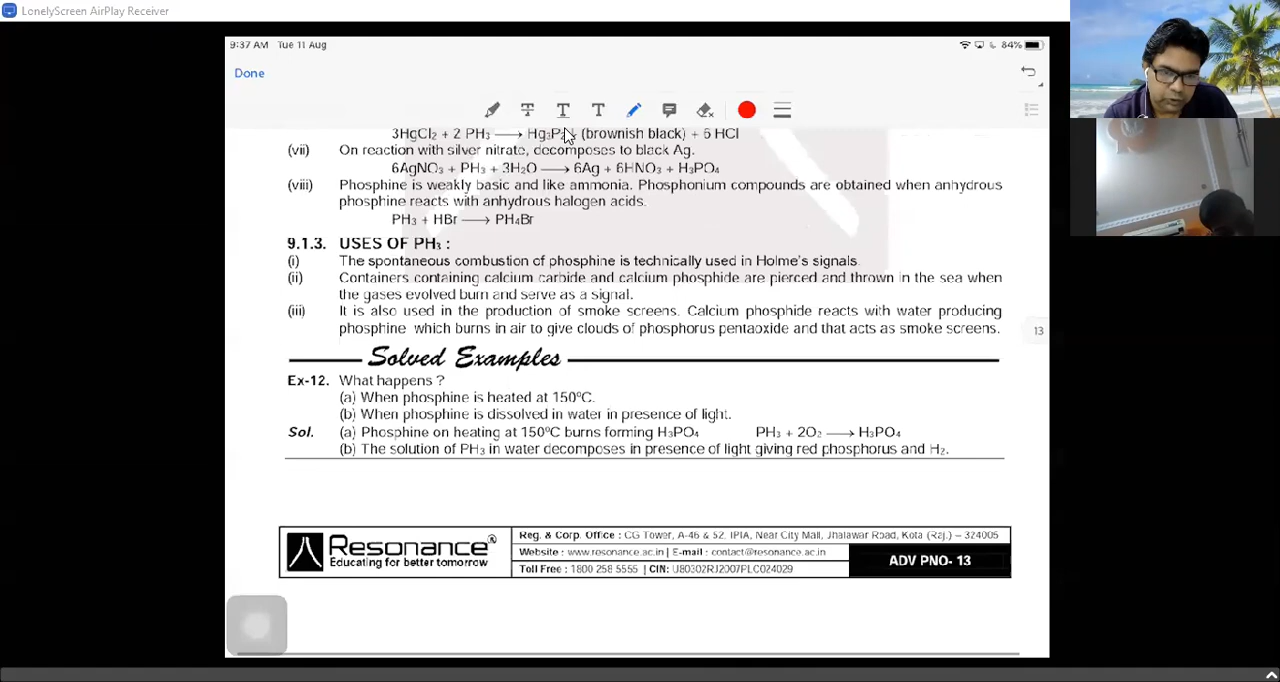 LonelyScreen AirPlay Receiver
9:37 AM Tue 11 Aug
84%
Done
3HgCl₂ + 2 PH₃ ⟶ Hg₃P₂↓ (brownish black) + 6 HCl
(vii) On reaction with silver nitrate, decomposes to black Ag.
6AgNO₃ + PH₃ + 3H₂O ⟶ 6Ag + 6HNO₃ + H₃PO₄
(viii) Phosphine is weakly basic and like ammonia. Phosphonium compounds are obtained when anhydrous
phosphine reacts with anhydrous halogen acids.
PH₃ + HBr ⟶ PH₄Br
9.1.3. USES OF PH₃ :
(i) The spontaneous combustion of phosphine is technically used in Holme's signals.
(ii) Containers containing calcium carbide and calcium phosphide are pierced and thrown in the sea when
the gases evolved burn and serve as a signal.
(iii) It is also used in the production of smoke screens. Calcium phosphide reacts with water producing
phosphine which burns in air to give clouds of phosphorus pentaoxide and that acts as smoke screens.
13
Solved Examples
Ex-12. What happens ?
(a) When phosphine is heated at 150ºC.
(b) When phosphine is dissolved in water in presence of light.
Sol. (a) Phosphine on heating at 150ºC burns forming H₃PO₄ PH₃ + 2O₂ ⟶ H₃PO₄
(b) The solution of PH₃ in water decomposes in presence of light giving red phosphorus and H₂.
Resonance®
Educating for better tomorrow
Reg. & Corp. Office : CG Tower, A-46 & 52, IPIA, Near City Mall, Jhalawar Road, Kota (Raj.) – 324005
Website : www.resonance.ac.in | E-mail : contact@resonance.ac.in
Toll Free : 1800 258 5555 | CIN: U80302RJ2007PLC024029
ADV PNO- 13